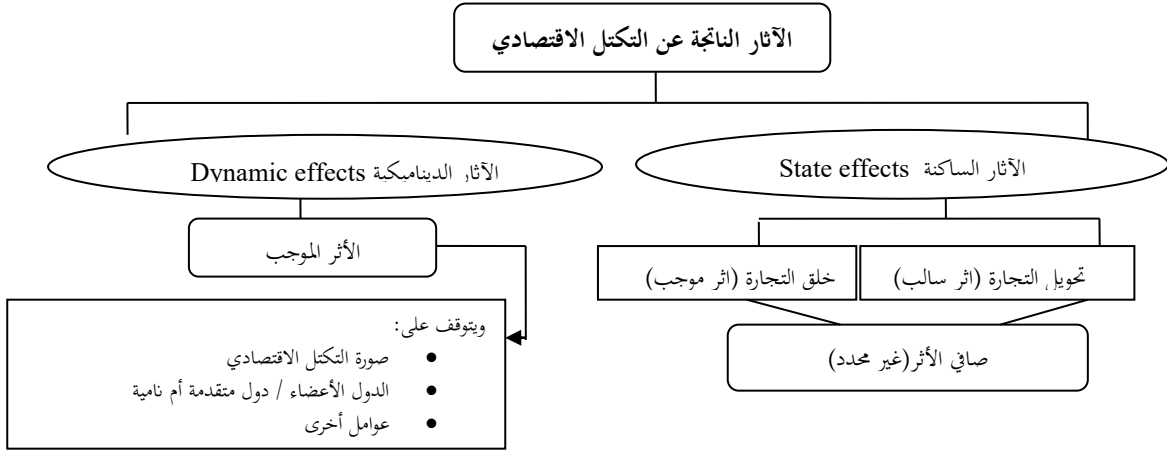 الآثار الناتجة عن التكتل الاقتصادي
الآثار الساكنة State effects
الآثار الديناميكية Dynamic effects
تحويل التجارة (اثر سالب)
خلق التجارة (اثر موجب)
صافي الأثر(غير محدد)
الأثر الموجب
ويتوقف على:
● صورة التكتل الاقتصادي
● الدول الأعضاء / دول متقدمة أم نامية
● عوامل أخرى